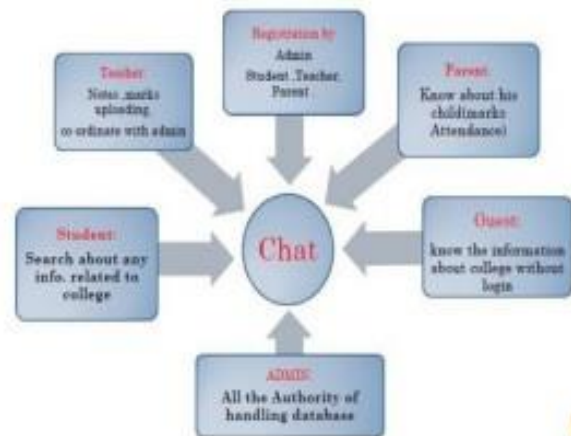 Registration by
Admin
Student ,Teacher,
Parent
Teacher:
Notes ,marks
uploading
co ordinate with admin
Parent:
Know about his
child(marks
Attendance)
Student:
Search about any
info. related to
college
Chat
Guest:
know the information
about college without
login
ADMIN:
All the Authority of
handling database